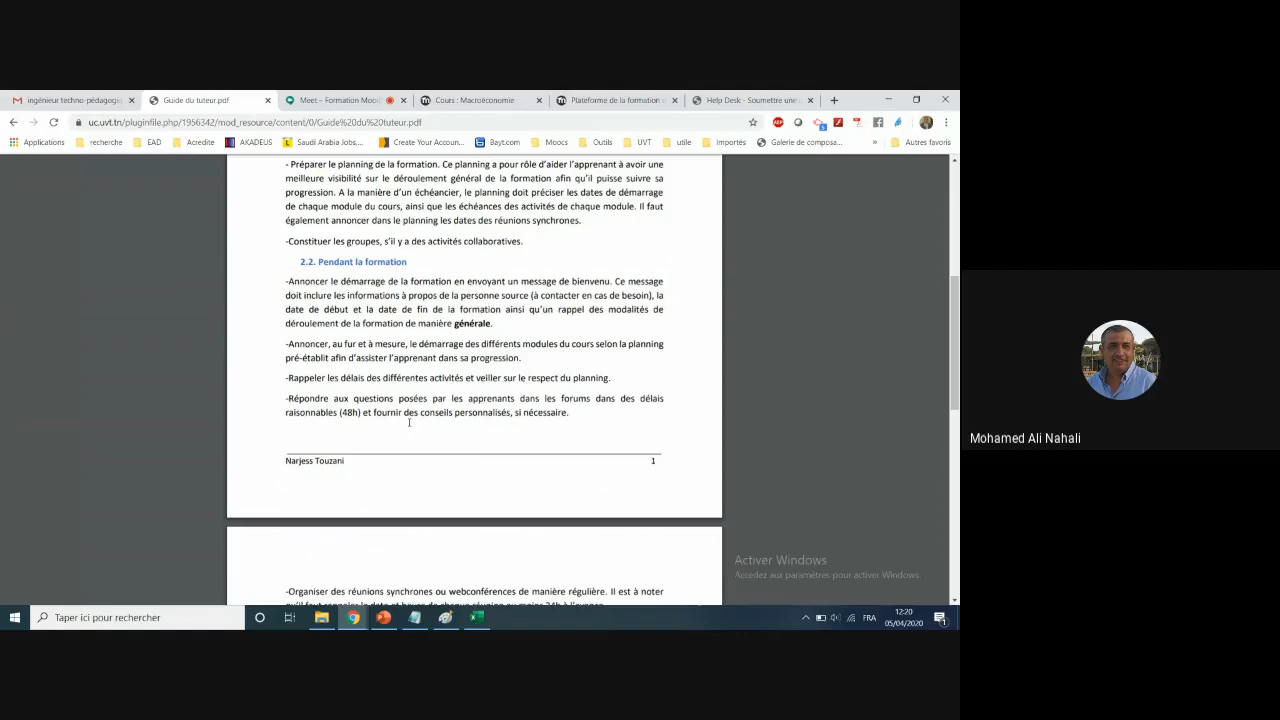 ingénieur techno-pédagogi
Guide du tuteur.pdf
Meet – Formation Mood
Cours : Macroéconomie
Plateforme de la formation o
Help Desk - Soumettre une d
uc.uvt.tn/pluginfile.php/1956342/mod_resource/content/0/Guide%20du%20tuteur.pdf
Applications
recherche
EAD
Acredite
AKADEUS
Saudi Arabia Jobs,...
Create Your Accoun...
Bayt.com
Moocs
Outils
UVT
utile
Importés
Galerie de composa...
»
Autres favoris
- Préparer le planning de la formation. Ce planning a pour rôle d'aider l'apprenant à avoir une
meilleure visibilité sur le déroulement général de la formation afin qu'il puisse suivre sa
progression. A la manière d'un échéancier, le planning doit préciser les dates de démarrage
de chaque module du cours, ainsi que les échéances des activités de chaque module. Il faut
également annoncer dans le planning les dates des réunions synchrones.
-Constituer les groupes, s'il y a des activités collaboratives.
2.2. Pendant la formation
-Annoncer le démarrage de la formation en envoyant un message de bienvenu. Ce message
doit inclure les informations à propos de la personne source (à contacter en cas de besoin), la
date de début et la date de fin de la formation ainsi qu'un rappel des modalités de
déroulement de la formation de manière générale.
-Annoncer, au fur et à mesure, le démarrage des différents modules du cours selon la planning
pré-établit afin d'assister l'apprenant dans sa progression.
-Rappeler les délais des différentes activités et veiller sur le respect du planning.
-Répondre aux questions posées par les apprenants dans les forums dans des délais
raisonnables (48h) et fournir des conseils personnalisés, si nécessaire.
Narjess Touzani 1
-Organiser des réunions synchrones ou webconférences de manière régulière. Il est à noter
Activer Windows
Accédez aux paramètres pour activer Windows.
Mohamed Ali Nahali
Taper ici pour rechercher
FRA
12:20
05/04/2020